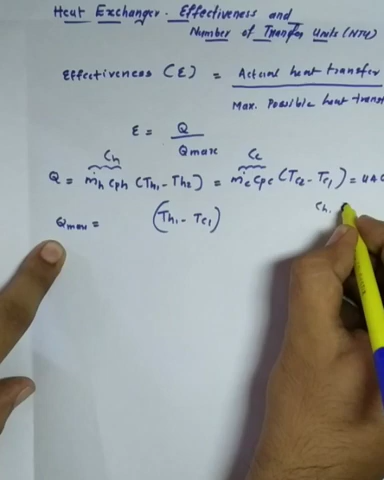 Heat Exchanger - Effectiveness and
Number of Transfer Units (NTU)
Effectiveness (Ɛ) = Actual heat transfer
Max. Possible heat trans
Ɛ = Q
Qmax
Ch Cc
Q = ṁh Cph (Th1 - Th2) = ṁc Cpc (Tc2 - Tc1) = UA
Ch.
Qmax = (Th1 - Tc1)